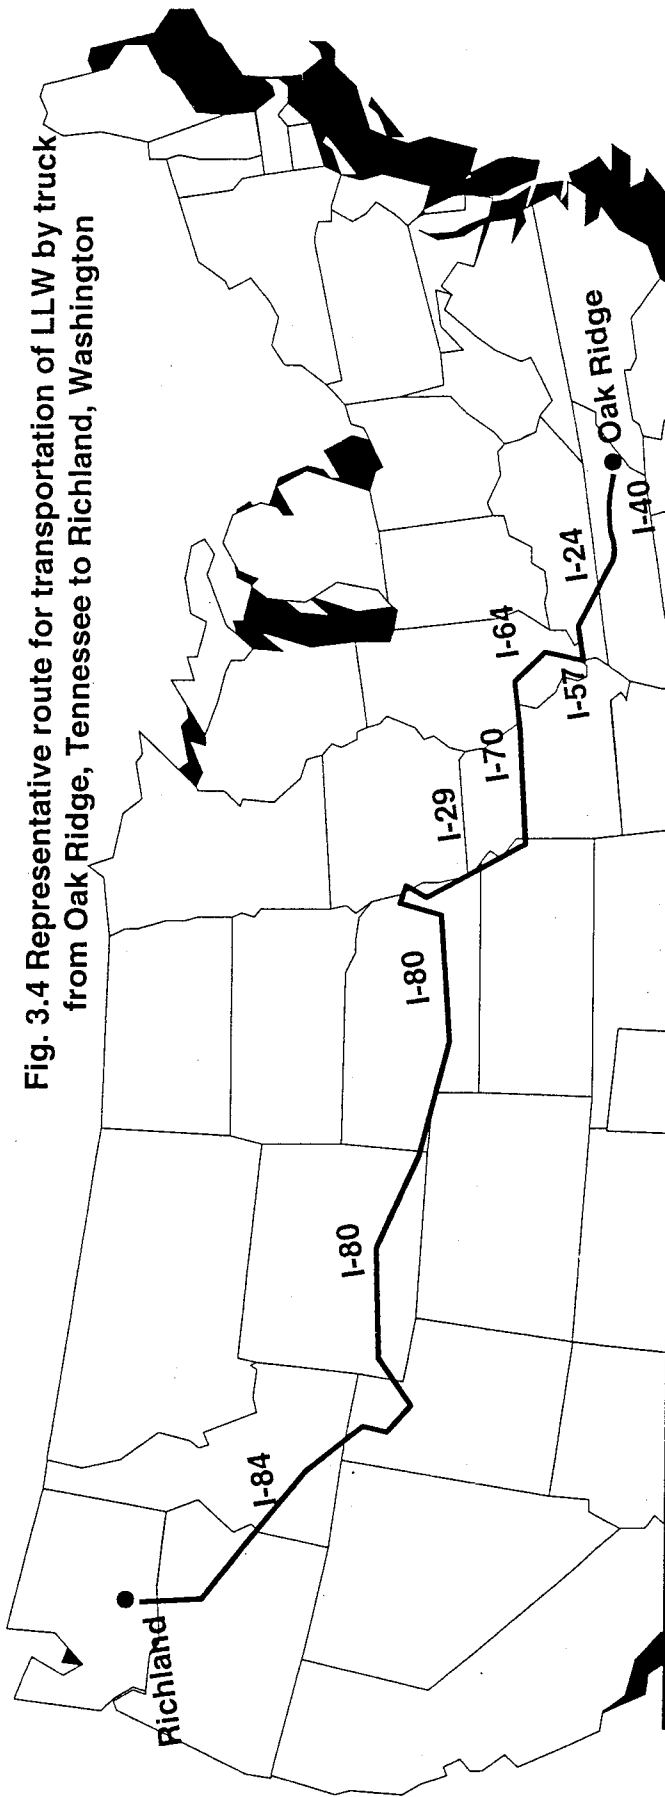 Fig. 3.4 Representative route for transportation of LLW by truck
from Oak Ridge, Tennessee to Richland, Washington
Richland
I-84
I-80
I-80
I-29
I-70
I-64
I-57
I-24
I-40
Oak Ridge